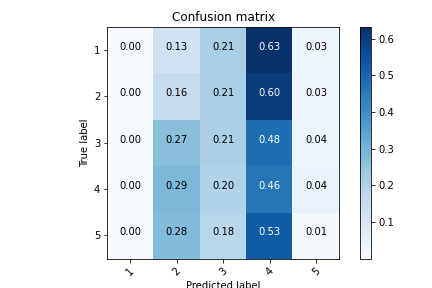 Confusion matrix
1 0.00 0.13 0.21 0.63 0.03
2 0.00 0.16 0.21 0.60 0.03
3 0.00 0.27 0.21 0.48 0.04
4 0.00 0.29 0.20 0.46 0.04
5 0.00 0.28 0.18 0.53 0.01
1 2 3 4 5
True label
Predicted label
0.6
0.5
0.4
0.3
0.2
0.1